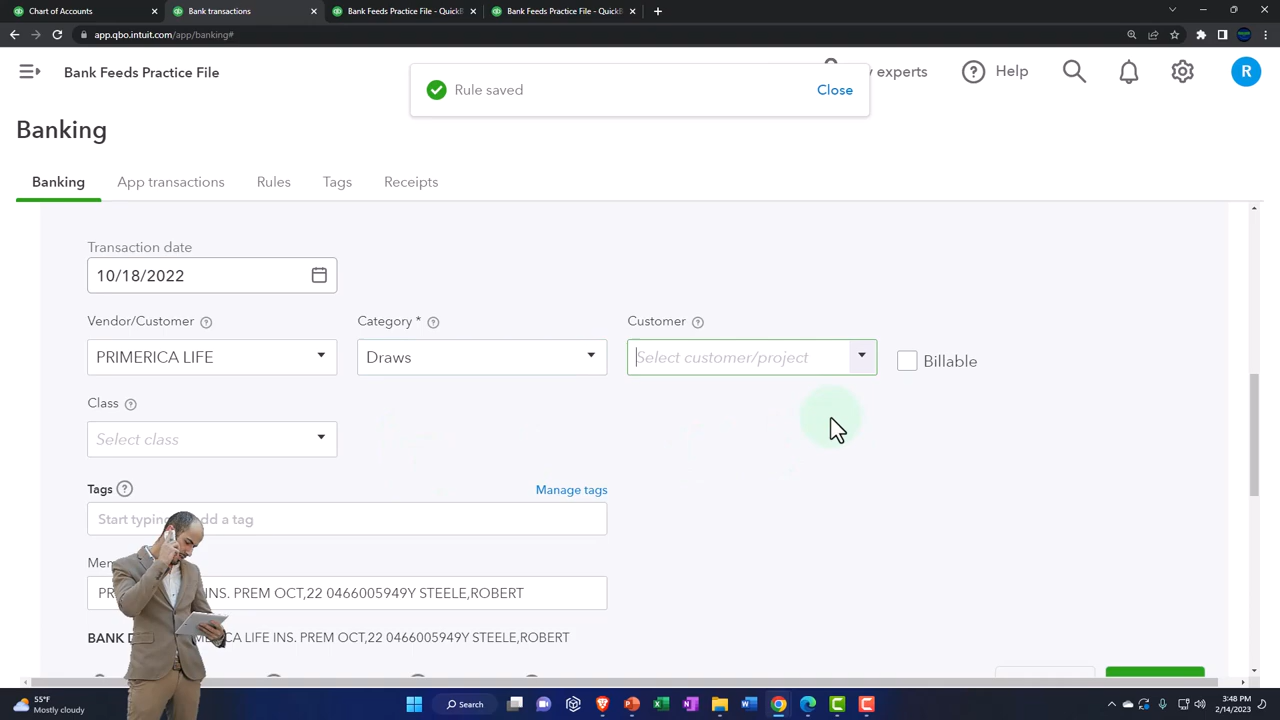 Chart of Accounts
Bank transactions
Bank Feeds Practice File - QuickB
Bank Feeds Practice File - QuickB
app.qbo.intuit.com/app/banking#
Bank Feeds Practice File
Rule saved
Close
experts
Help
R
Banking
Banking
App transactions
Rules
Tags
Receipts
Transaction date
10/18/2022
Vendor/Customer
Category *
Customer
PRIMERICA LIFE
Draws
Select customer/project
Billable
Class
Select class
Tags
Manage tags
Start typing add a tag
INS. PREM OCT,22 0466005949Y STEELE,ROBERT
BANK LIFE INS. PREM OCT,22 0466005949Y STEELE,ROBERT
55°F
Mostly cloudy
Search
3:48 PM
2/14/2023